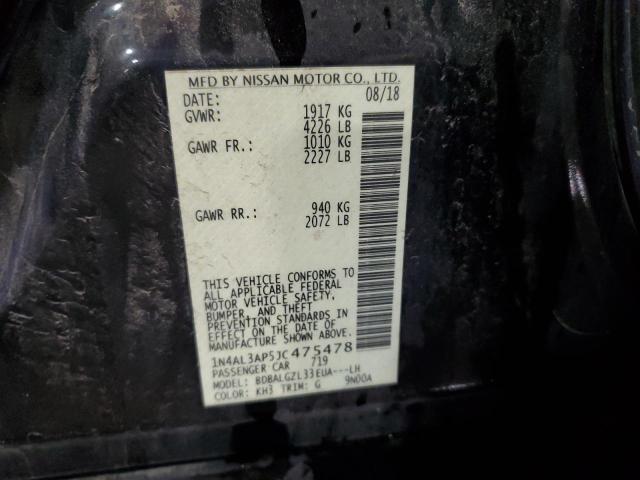 MFD BY NISSAN MOTOR CO., LTD.
DATE: 08/18
GVWR: 1917 KG
4226 LB
GAWR FR.: 1010 KG
2227 LB
GAWR RR.: 940 KG
2072 LB
THIS VEHICLE CONFORMS TO
ALL APPLICABLE FEDERAL
MOTOR VEHICLE SAFETY,
BUMPER, AND THEFT
PREVENTION STANDARDS IN
EFFECT ON THE DATE OF
MANUFACTURE SHOWN ABOVE.
1N4AL3AP5JC475478
PASSENGER CAR 719
MODEL: BDBALGZL33EUA---LH
COLOR: KH3 TRIM: G 9N00A